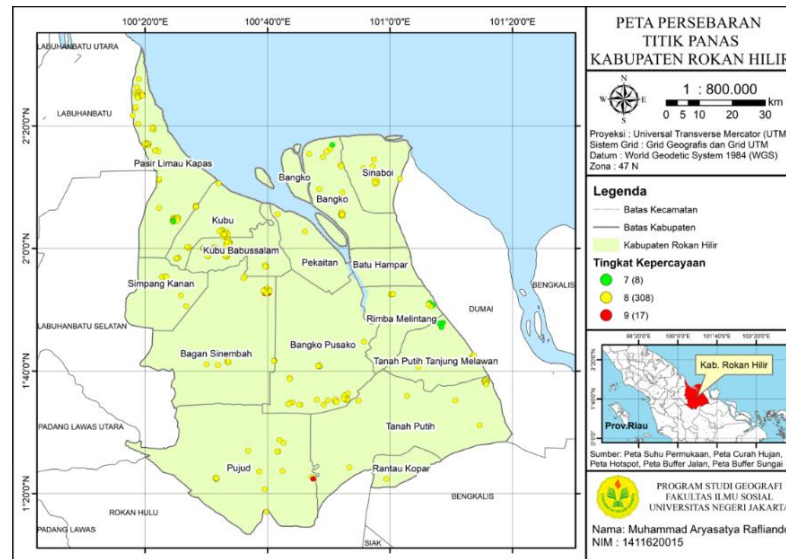 100°20'0"E 100°40'0"E 101°0'0"E 101°20'0"E
LABUHANBATU UTARA
LABUHANBATU
2°20'0"N
Pasir Limau Kapas
Bangko
Sinaboi
Bangko
Kubu
2°0'0"N
Kubu Babussalam
Pekaitan
Batu Hampar
Simpang Kanan
DUMAI
BENGKALIS
LABUHANBATU SELATAN
Rimba Melintang
Bangko Pusako
Bagan Sinembah
Tanah Putih Tanjung Melawan
1°40'0"N
PADANG LAWAS UTARA
Tanah Putih
Pujud
Rantau Kopar
1°20'0"N
ROKAN HULU
BENGKALIS
PADANG LAWAS
SIAK
PETA PERSEBARAN
TITIK PANAS
KABUPATEN ROKAN HILIR
N
W E
S
1 : 800.000
0 5 10 20 30 km
Proyeksi : Universal Transverse Mercator (UTM
Sistem Grid : Grid Geografis dan Grid UTM
Datum : World Geodetic System 1984 (WGS)
Zona : 47 N
Legenda
Batas Kecamatan
Batas Kabupaten
Kabupaten Rokan Hilir
Tingkat Kepercayaan
7 (8)
8 (308)
9 (17)
Kab. Rokan Hilir
Prov.Riau
Sumber: Peta Suhu Permukaan, Peta Curah Hujan,
Peta Hotspot, Peta Buffer Jalan, Peta Buffer Sungai
PROGRAM STUDI GEOGRAFI
FAKULTAS ILMU SOSIAL
UNIVERSITAS NEGERI JAKARTA
Nama: Muhammad Aryasatya Rafliando
NIM : 1411620015